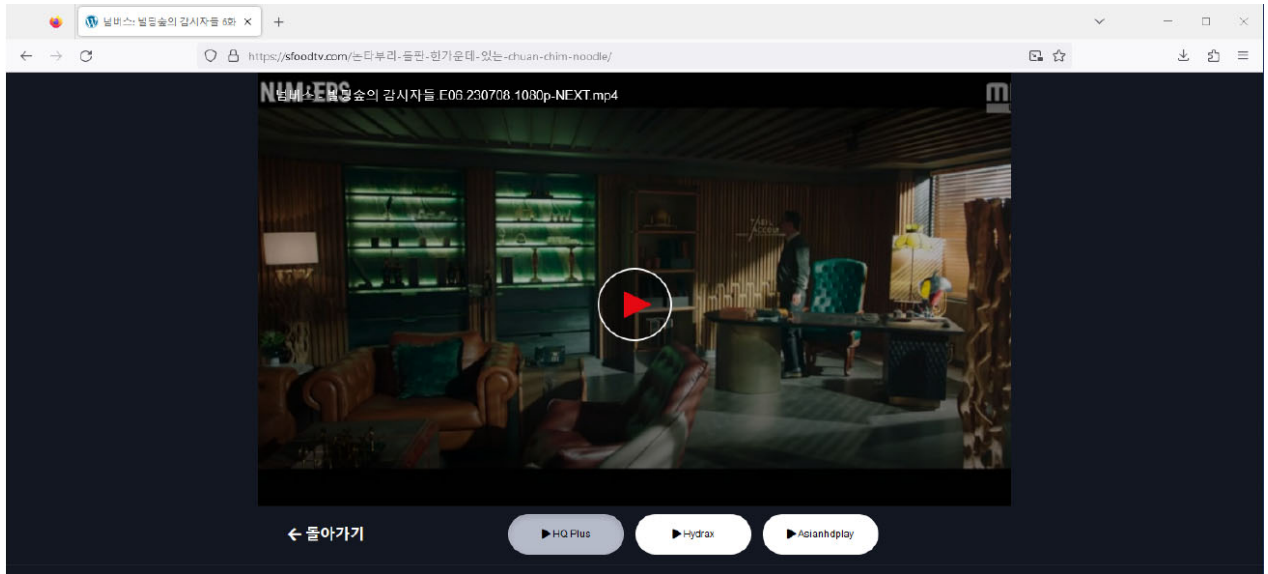 넘버스: 빌딩숲의 감시자들 6화
https://sfoodtv.com/논타부리-들판-한가운데-있는-chuan-chim-noodle/
넘버스 - 빌딩숲의 감시자들.E06.230708.1080p-NEXT.mp4
← 돌아가기
▶HQ Plus
▶Hydrax
▶Asianhdplay